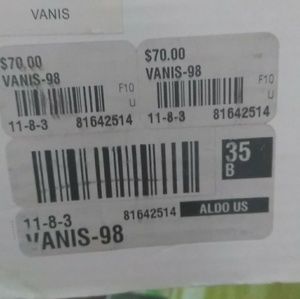 VANIS
$70.00
VANIS-98
F10
U
11-8-3 81642514
$70.00
VANIS-98
F10
U
11-8-3 81642514
35
B
11-8-3 81642514 ALDO US
VANIS-98